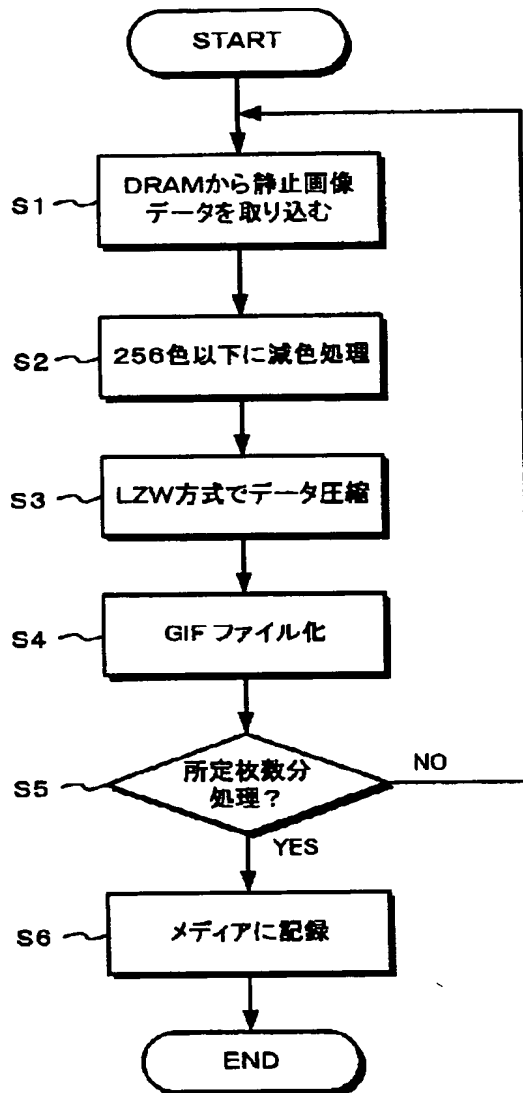 START
S1
DRAMから静止画像
データを取り込む
S2
256色以下に減色処理
S3
LZW方式でデータ圧縮
S4
GIFファイル化
S5
所定枚数分
処理?
NO
YES
S6
メディアに記録
END